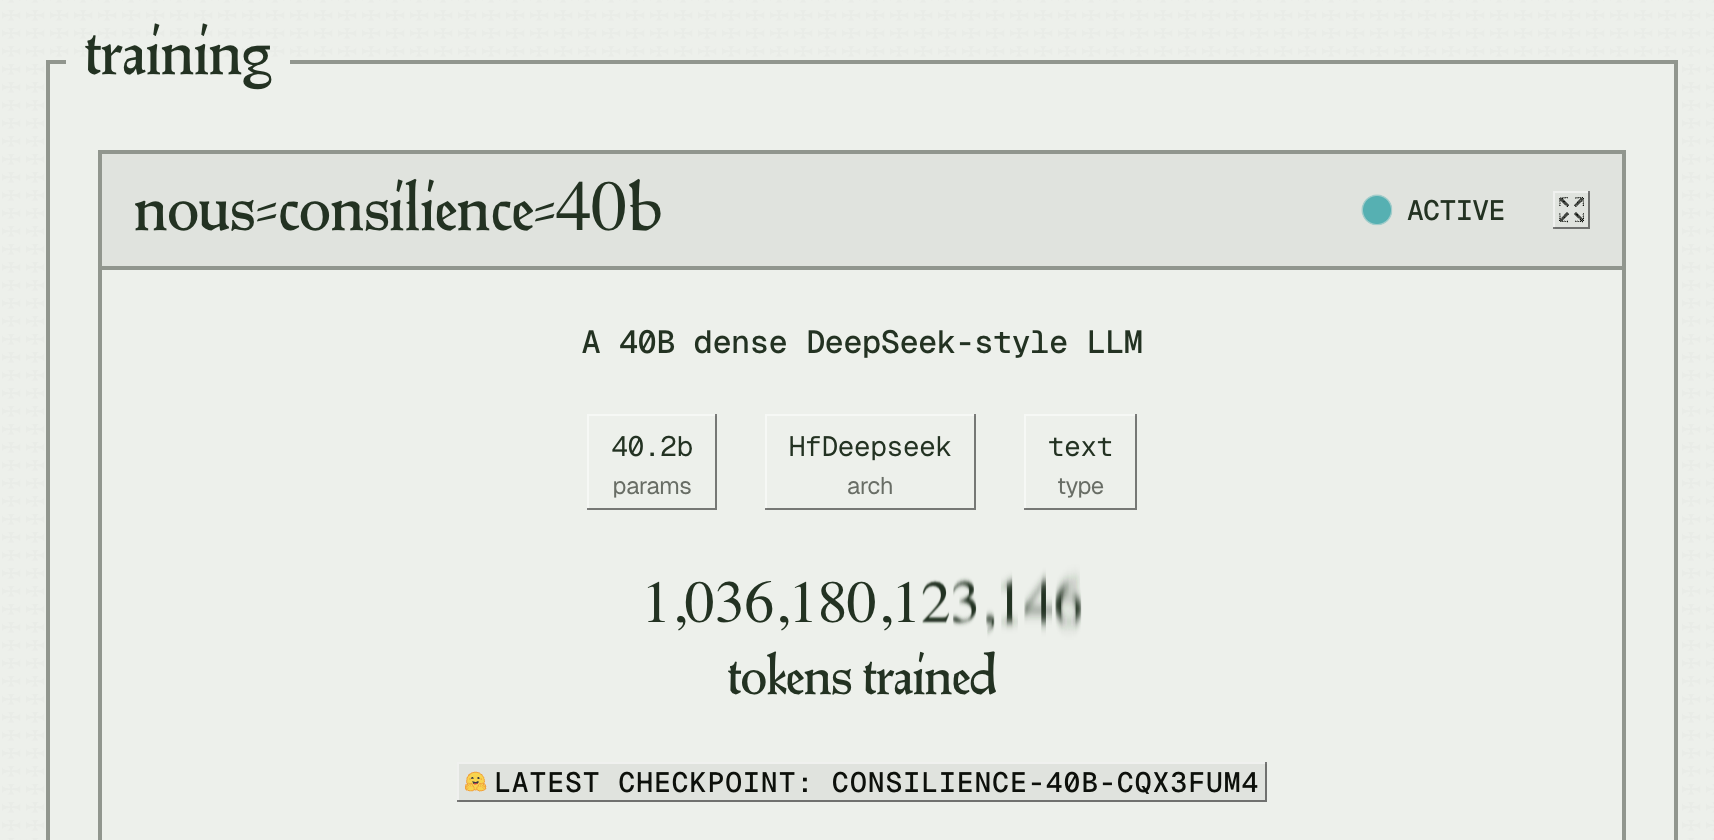 training
nous=consilience=40b
ACTIVE
A 40B dense DeepSeek-style LLM
40.2b
params
HfDeepseek
arch
text
type
1,036,180,123,146
tokens trained
LATEST CHECKPOINT: CONSILIENCE-40B-CQX3FUM4